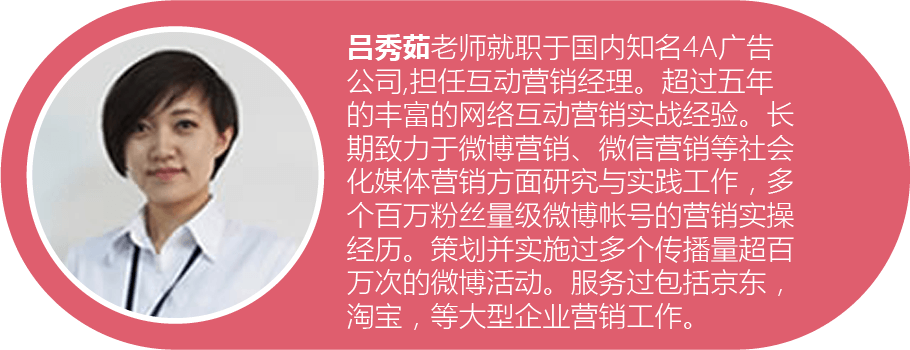 吕秀茹老师就职于国内知名4A广告
公司,担任互动营销经理。超过五年
的丰富的网络互动营销实战经验。长
期致力于微博营销、微信营销等社会
化媒体营销方面研究与实践工作，多
个百万粉丝量级微博帐号的营销实操
经历。策划并实施过多个传播量超百
万次的微博活动。服务过包括京东，
淘宝，等大型企业营销工作。